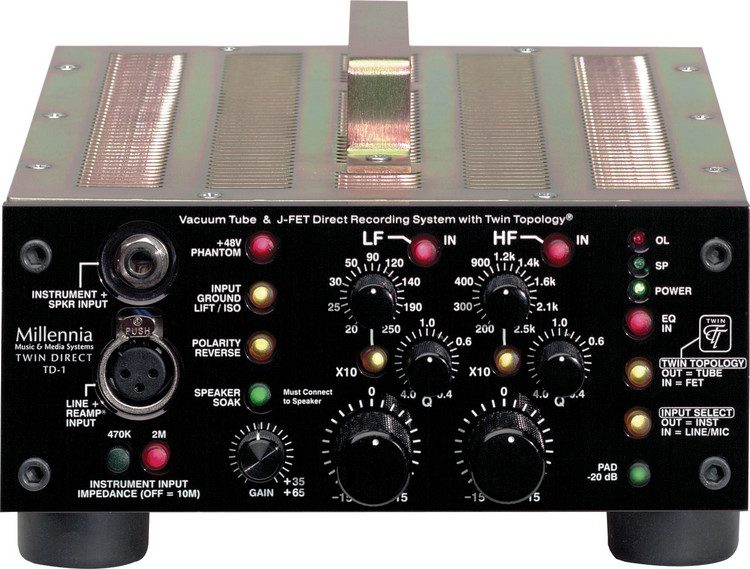 Vacuum Tube & J-FET Direct Recording System with Twin Topology®
INSTRUMENT +
SPKR INPUT
Millennia
Music & Media Systems
TWIN DIRECT
TD-1
PUSH
LINE +
REAMP®
INPUT
470K 2M
INSTRUMENT INPUT
IMPEDANCE (OFF = 10M)
+48V
PHANTOM
INPUT
GROUND
LIFT / ISO
POLARITY
REVERSE
SPEAKER
SOAK
Must Connect
to Speaker
GAIN
+35
+65
LF IN
20 25 30 50 90 120 140 190 250
X10
1.0
0.6
4.0 0.4
Q
0
-15 15
HF IN
200 300 400 900 1.2k 1.4k 1.6k 2.1k 2.5k
X10
1.0
0.6
4.0 0.4
Q
0
-15 15
OL
SP
POWER
EQ
IN
TWIN
TT
TWIN TOPOLOGY
OUT = TUBE
IN = FET
INPUT SELECT
OUT = INST
IN = LINE/MIC
PAD
-20 dB